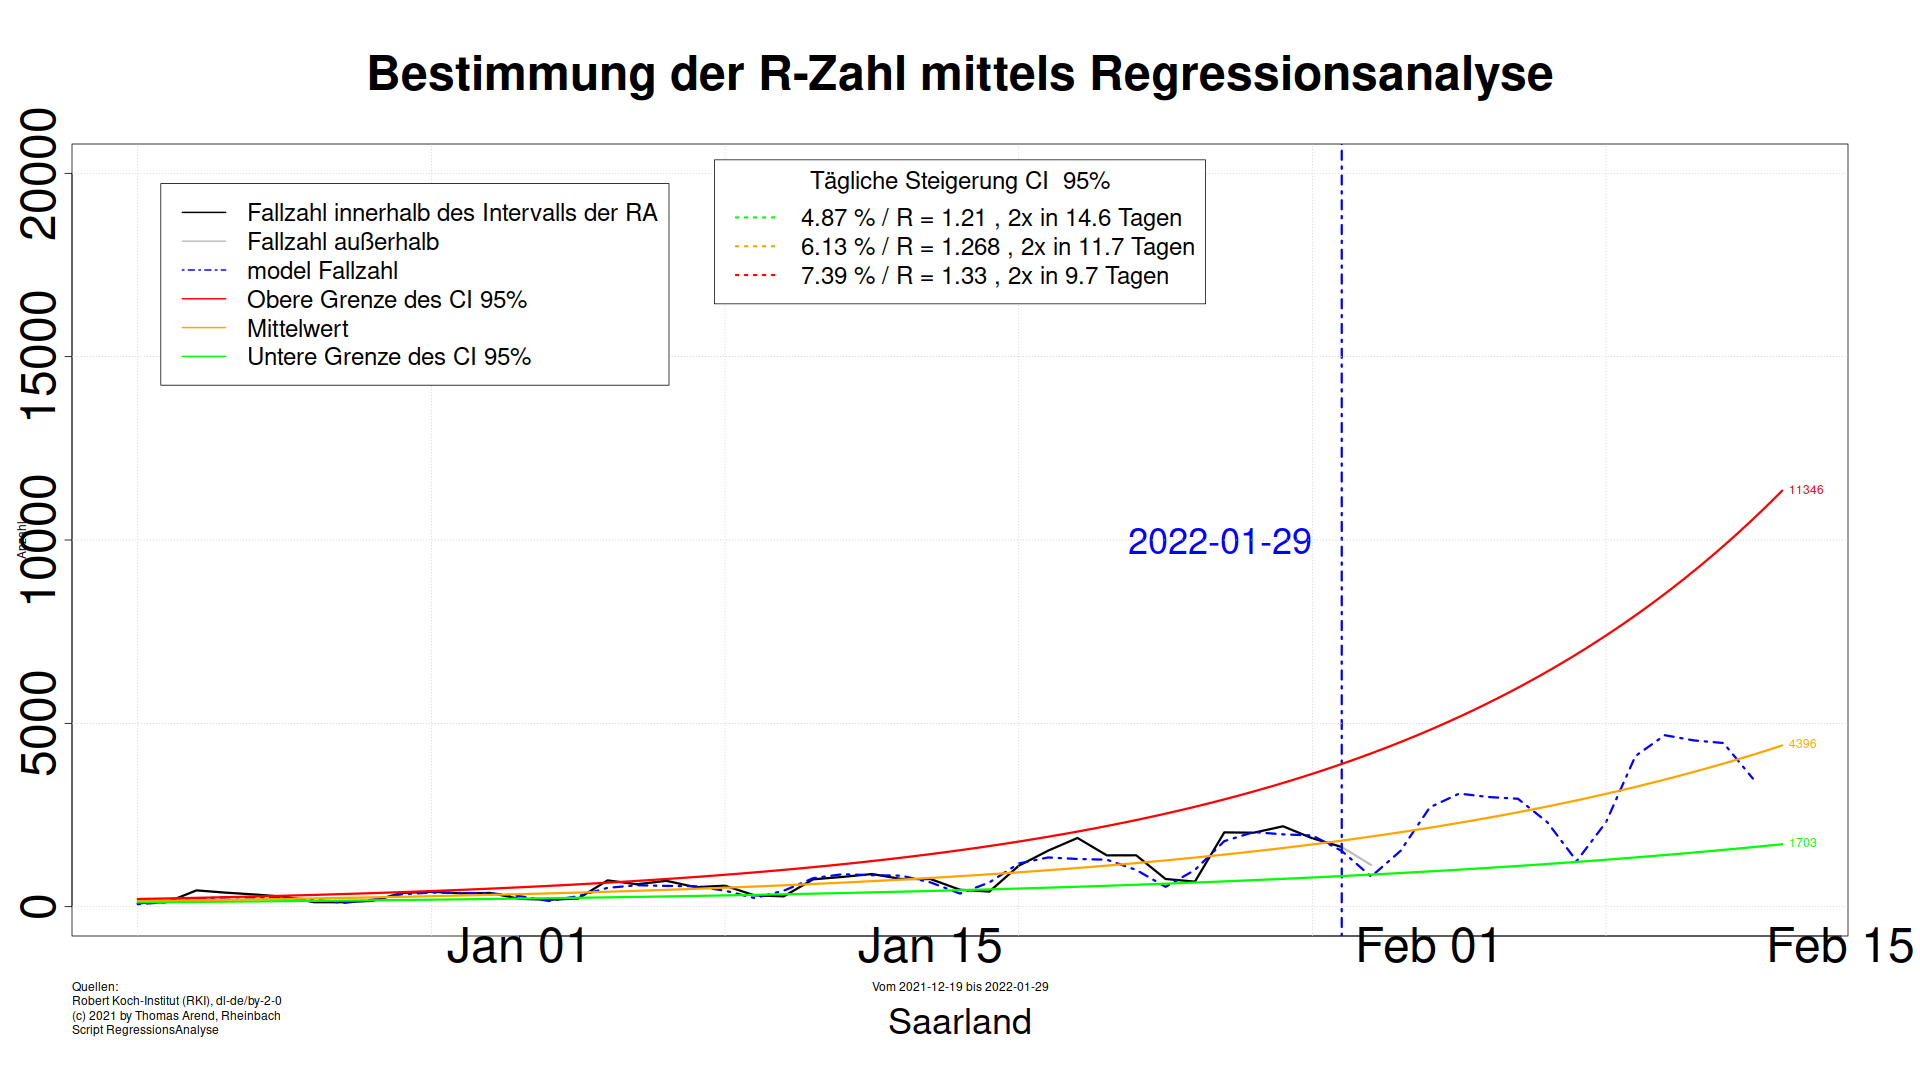 Bestimmung der R-Zahl mittels Regressionsanalyse
Fallzahl innerhalb des Intervalls der RA
Fallzahl außerhalb
model Fallzahl
Obere Grenze des CI 95%
Mittelwert
Untere Grenze des CI 95%
Tägliche Steigerung CI  95%
4.87 % / R = 1.21 , 2x in 14.6 Tagen
6.13 % / R = 1.268 , 2x in 11.7 Tagen
7.39 % / R = 1.33 , 2x in 9.7 Tagen
20000
15000
10000
5000
0
Anzahl
2022-01-29
11346
4396
1703
Jan 01
Jan 15
Feb 01
Feb 15
Quellen:
Robert Koch-Institut (RKI), dl-de/by-2-0
(c) 2021 by Thomas Arend, Rheinbach
Script RegressionsAnalyse
Vom 2021-12-19 bis 2022-01-29
Saarland